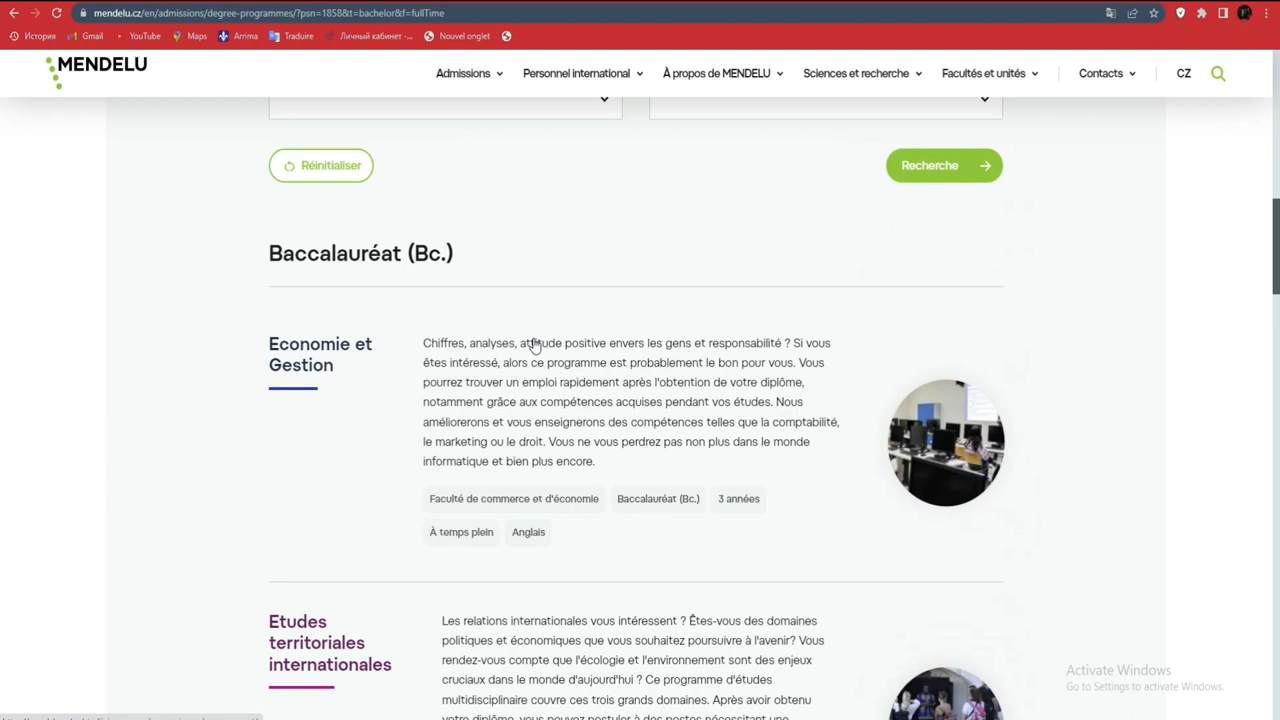 mendelu.cz/en/admissions/degree-programmes/?psn=1858&t=bachelor&f=fullTime
История Gmail YouTube Maps Arrima Traduire Личный кабинет -... Nouvel onglet
MENDELU Admissions Personnel international À propos de MENDELU Sciences et recherche Facultés et unités Contacts CZ
Réinitialiser Recherche
Baccalauréat (Bc.)
Economie et
Gestion
Chiffres, analyses, attitude positive envers les gens et responsabilité ? Si vous
êtes intéressé, alors ce programme est probablement le bon pour vous. Vous
pourrez trouver un emploi rapidement après l'obtention de votre diplôme,
notamment grâce aux compétences acquises pendant vos études. Nous
améliorerons et vous enseignerons des compétences telles que la comptabilité,
le marketing ou le droit. Vous ne vous perdrez pas non plus dans le monde
informatique et bien plus encore.
Faculté de commerce et d'économie Baccalauréat (Bc.) 3 années
À temps plein Anglais
Etudes
territoriales
internationales
Les relations internationales vous intéressent ? Êtes-vous des domaines
politiques et économiques que vous souhaitez poursuivre à l'avenir? Vous
rendez-vous compte que l'écologie et l'environnement sont des enjeux
cruciaux dans le monde d'aujourd'hui ? Ce programme d'études
multidisciplinaire couvre ces trois grands domaines. Après avoir obtenu
votre diplôme, vous pouvez postuler à des postes nécessitant une
Activate Windows
Go to Settings to activate Windows.